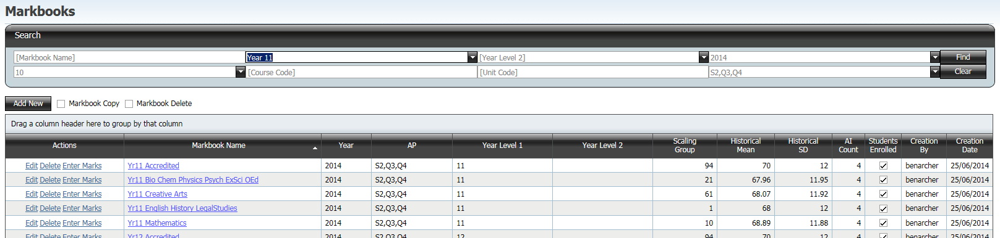 Markbooks
Search
[Markbook Name] Year 11 [Year Level 2] 2014 Find
10 [Course Code] [Unit Code] S2,Q3,Q4 Clear
Add New Markbook Copy Markbook Delete
Drag a column header here to group by that column
Actions Markbook Name Year AP Year Level 1 Year Level 2 Scaling Group Historical Mean Historical SD AI Count Students Enrolled Creation By Creation Date
Edit Delete Enter Marks Yr11 Accredited 2014 S2,Q3,Q4 11 94 70 12 4 benarcher 25/06/2014
Edit Delete Enter Marks Yr11 Bio Chem Physics Psych ExSci OEd 2014 S2,Q3,Q4 11 21 67.96 11.95 4 benarcher 25/06/2014
Edit Delete Enter Marks Yr11 Creative Arts 2014 S2,Q3,Q4 11 61 68.07 11.92 4 benarcher 25/06/2014
Edit Delete Enter Marks Yr11 English History LegalStudies 2014 S2,Q3,Q4 11 1 68 12 4 benarcher 25/06/2014
Edit Delete Enter Marks Yr11 Mathematics 2014 S2,Q3,Q4 11 10 68.89 11.88 4 benarcher 25/06/2014
Edit Delete Enter Marks Yr12 Accredited 2014 S2,Q3,Q4 12 94 70 12 4 benarcher 25/06/2014